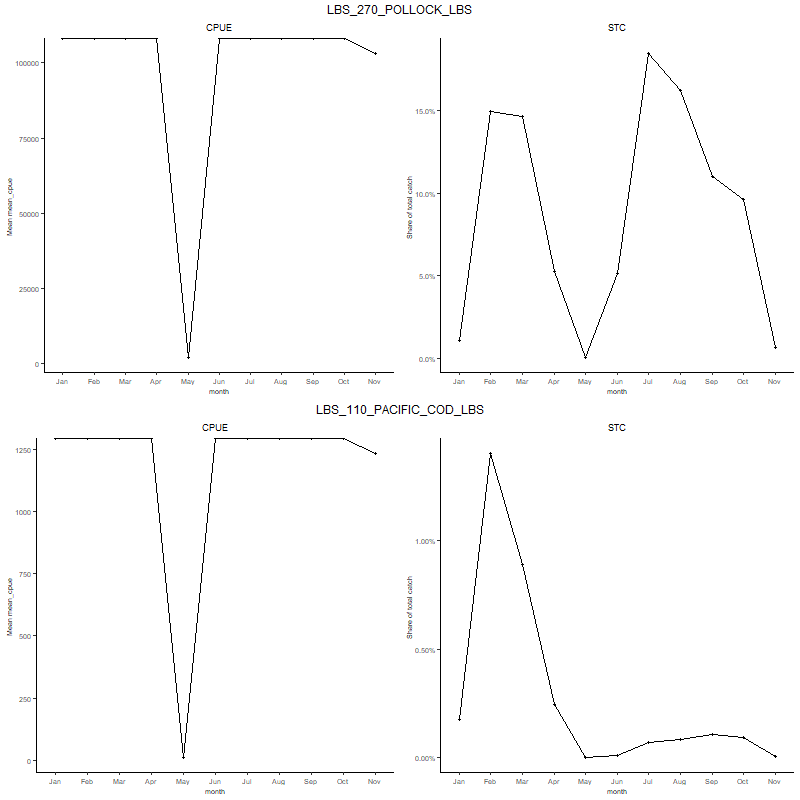 LBS_270_POLLOCK_LBS
CPUE
Mean mean_cpue
100000
75000
50000
25000
0
Jan Feb Mar Apr May Jun Jul Aug Sep Oct Nov
month
STC
Share of total catch
15.0%
10.0%
5.0%
0.0%
Jan Feb Mar Apr May Jun Jul Aug Sep Oct Nov
month
LBS_110_PACIFIC_COD_LBS
CPUE
Mean mean_cpue
1250
1000
750
500
250
0
Jan Feb Mar Apr May Jun Jul Aug Sep Oct Nov
month
STC
Share of total catch
1.00%
0.50%
0.00%
Jan Feb Mar Apr May Jun Jul Aug Sep Oct Nov
month